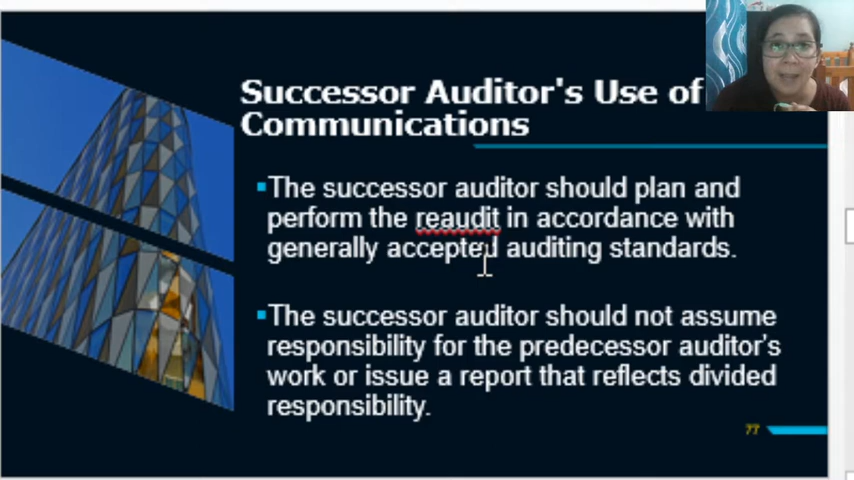 Successor Auditor's Use of
Communications
The successor auditor should plan and
perform the reaudit in accordance with
generally accepted auditing standards.
The successor auditor should not assume
responsibility for the predecessor auditor's
work or issue a report that reflects divided
responsibility.
77